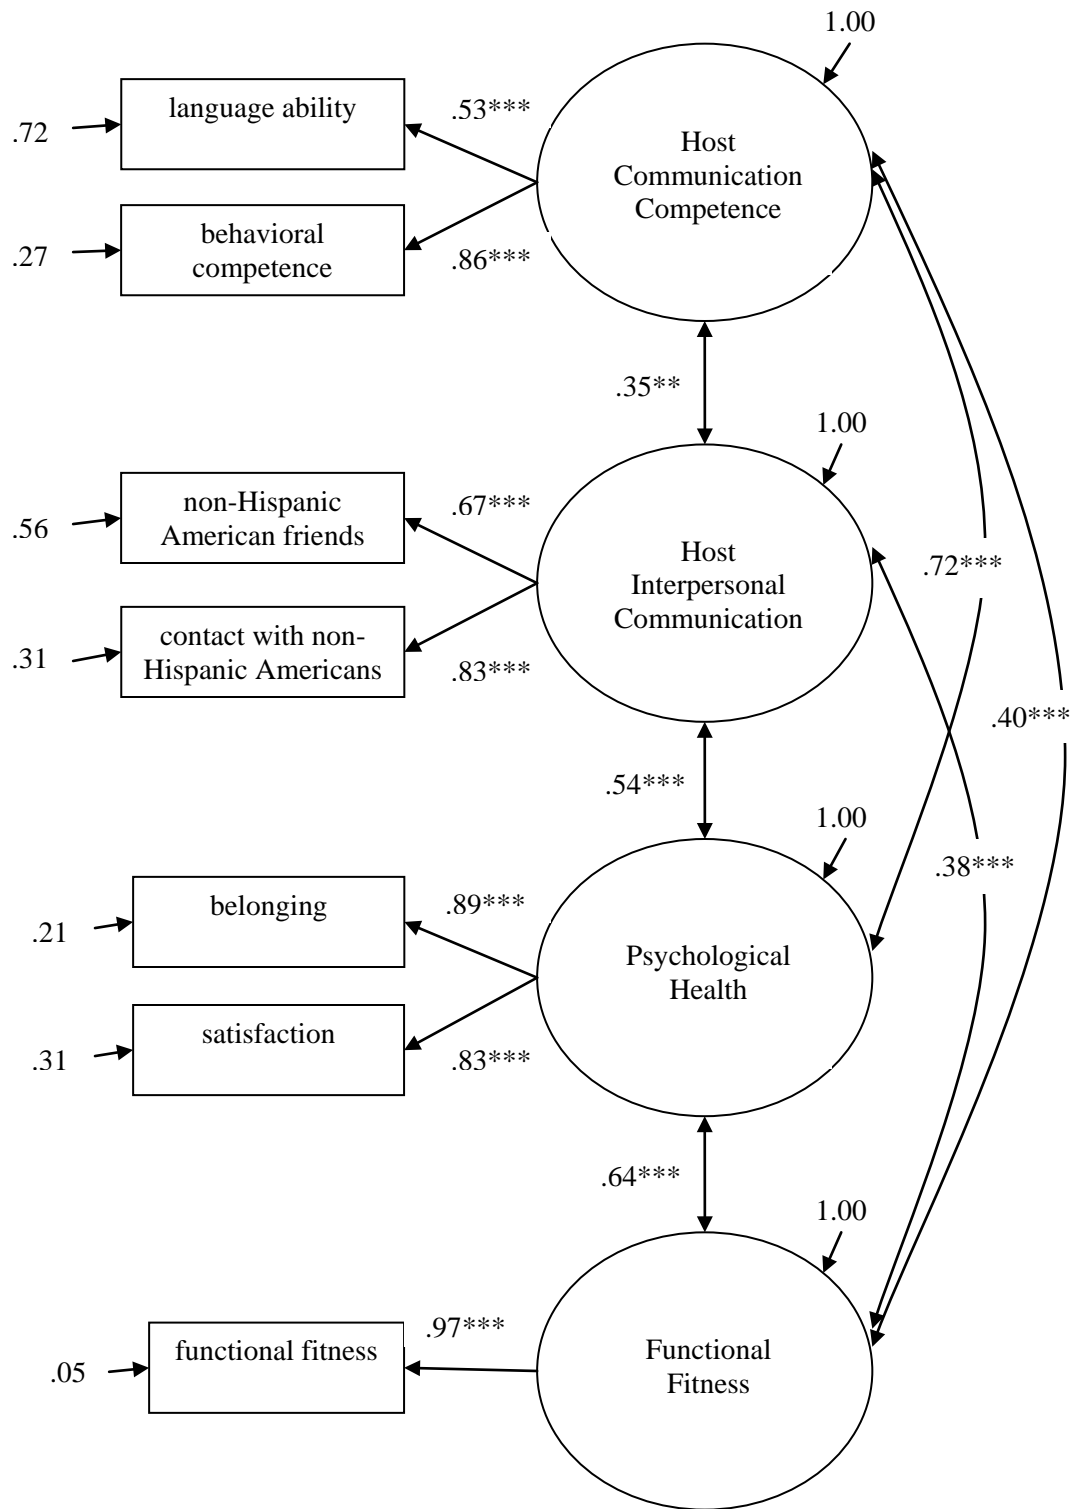 1.00
language ability
.53***
.72
Host
Communication
Competence
behavioral
competence
.27
.86***
.35**
1.00
non-Hispanic
American friends
.67***
.56
Host
Interpersonal
Communication
.72***
contact with non-
Hispanic Americans
.31
.83***
.40***
.54***
1.00
.38***
belonging
.89***
.21
Psychological
Health
satisfaction
.31
.83***
.64***
1.00
functional fitness
.97***
.05
Functional
Fitness